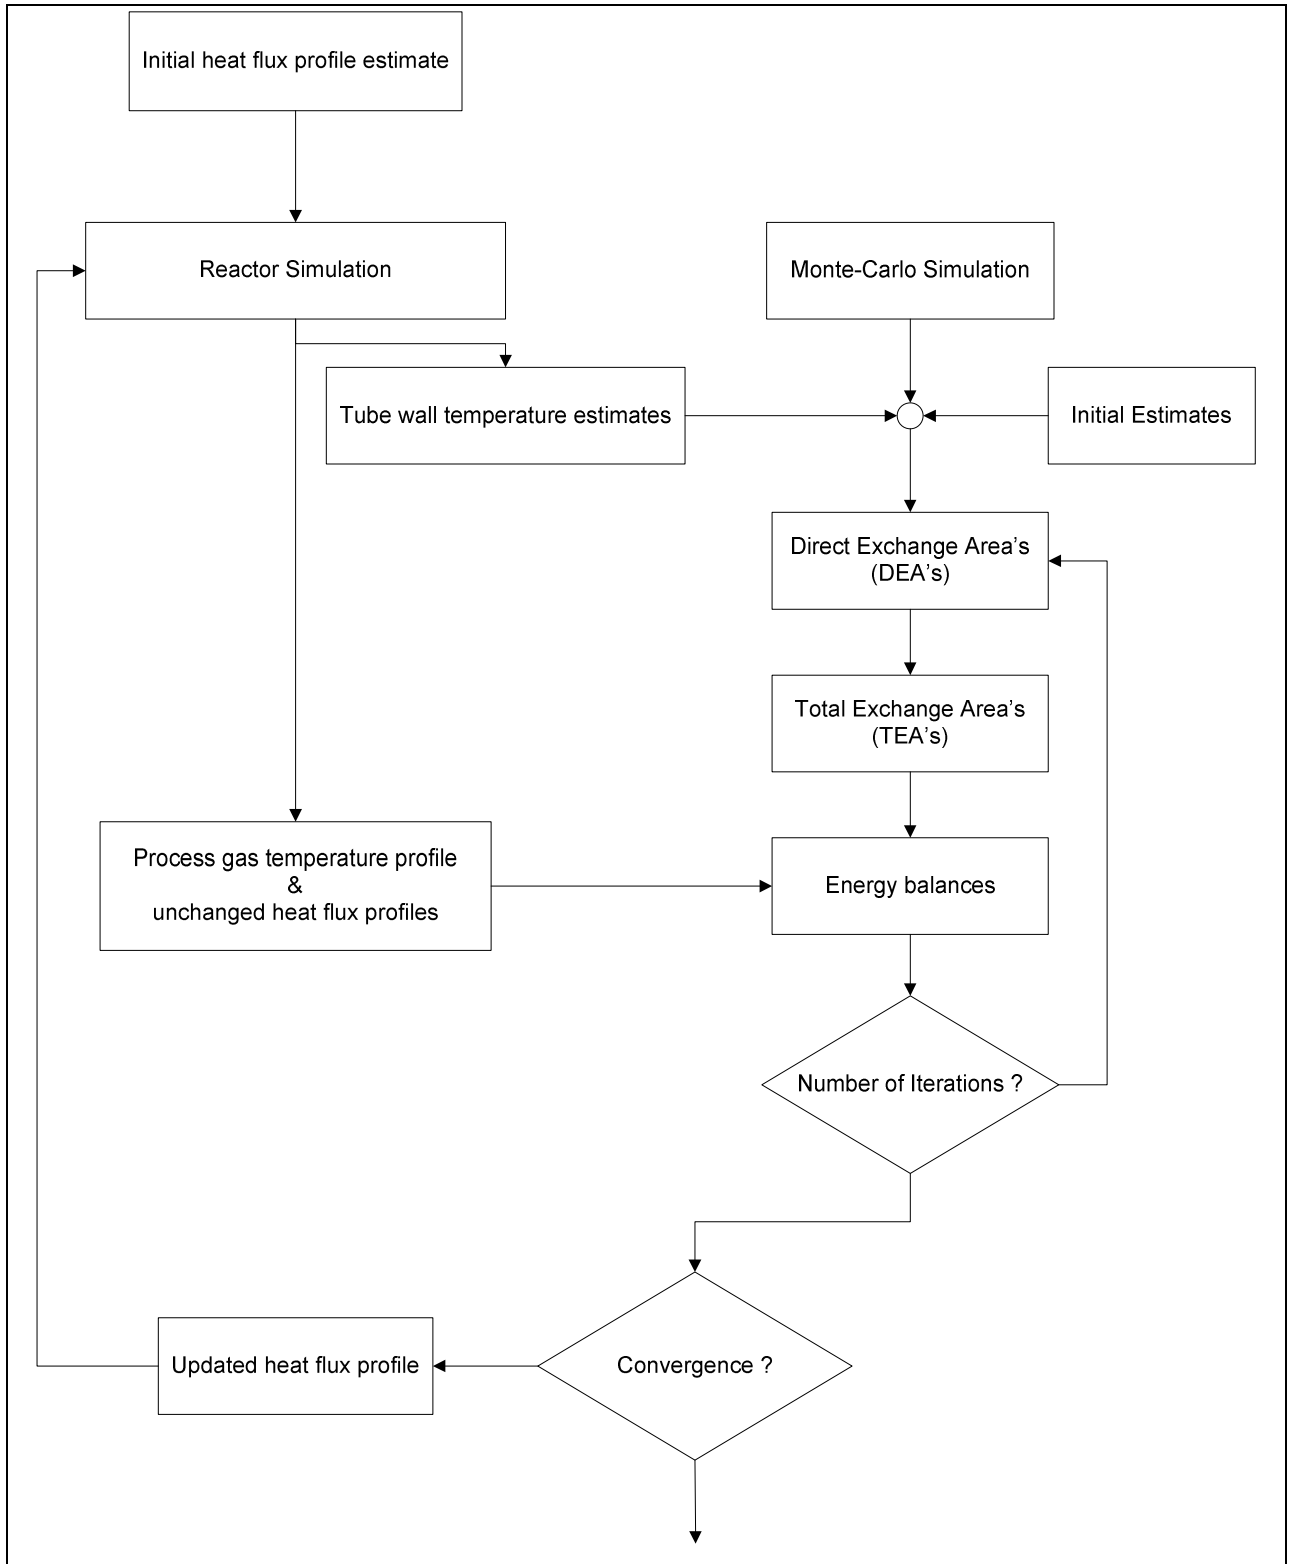 Initial heat flux profile estimate
Reactor Simulation
Monte-Carlo Simulation
Tube wall temperature estimates
Initial Estimates
Direct Exchange Area's
(DEA's)
Total Exchange Area's
(TEA's)
Process gas temperature profile
&
unchanged heat flux profiles
Energy balances
Number of Iterations ?
Updated heat flux profile
Convergence ?